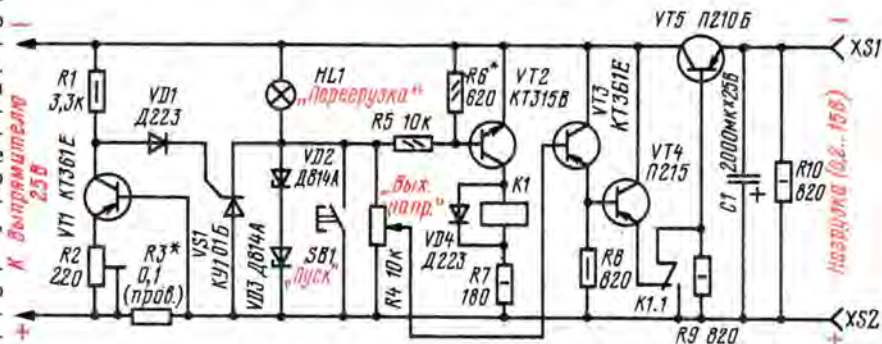 VT5 П210Б
XS1
R1
3,3к
VD1
Д223
HL1
„Перегрузка“
R6*
620
VT2
КТ315В
VT3
КТ361Е
R5 10к
VT1 КТ361Е
К Выпрямителю
25В
VD2
Д814А
VS1
КУ101Б
VD3 Д814А
„Вых.
напр.“
R4 10к
SB1
„Пуск“
К1
VD4
Д223
R7
180
VT4
П215
R8
820
К1.1
R9 820
C1 2000мк×25В
+
R10
820
Нагрузка (0,2...15В)
R2
220
R3*
0,1
(пров.)
XS2
−
+
−
+